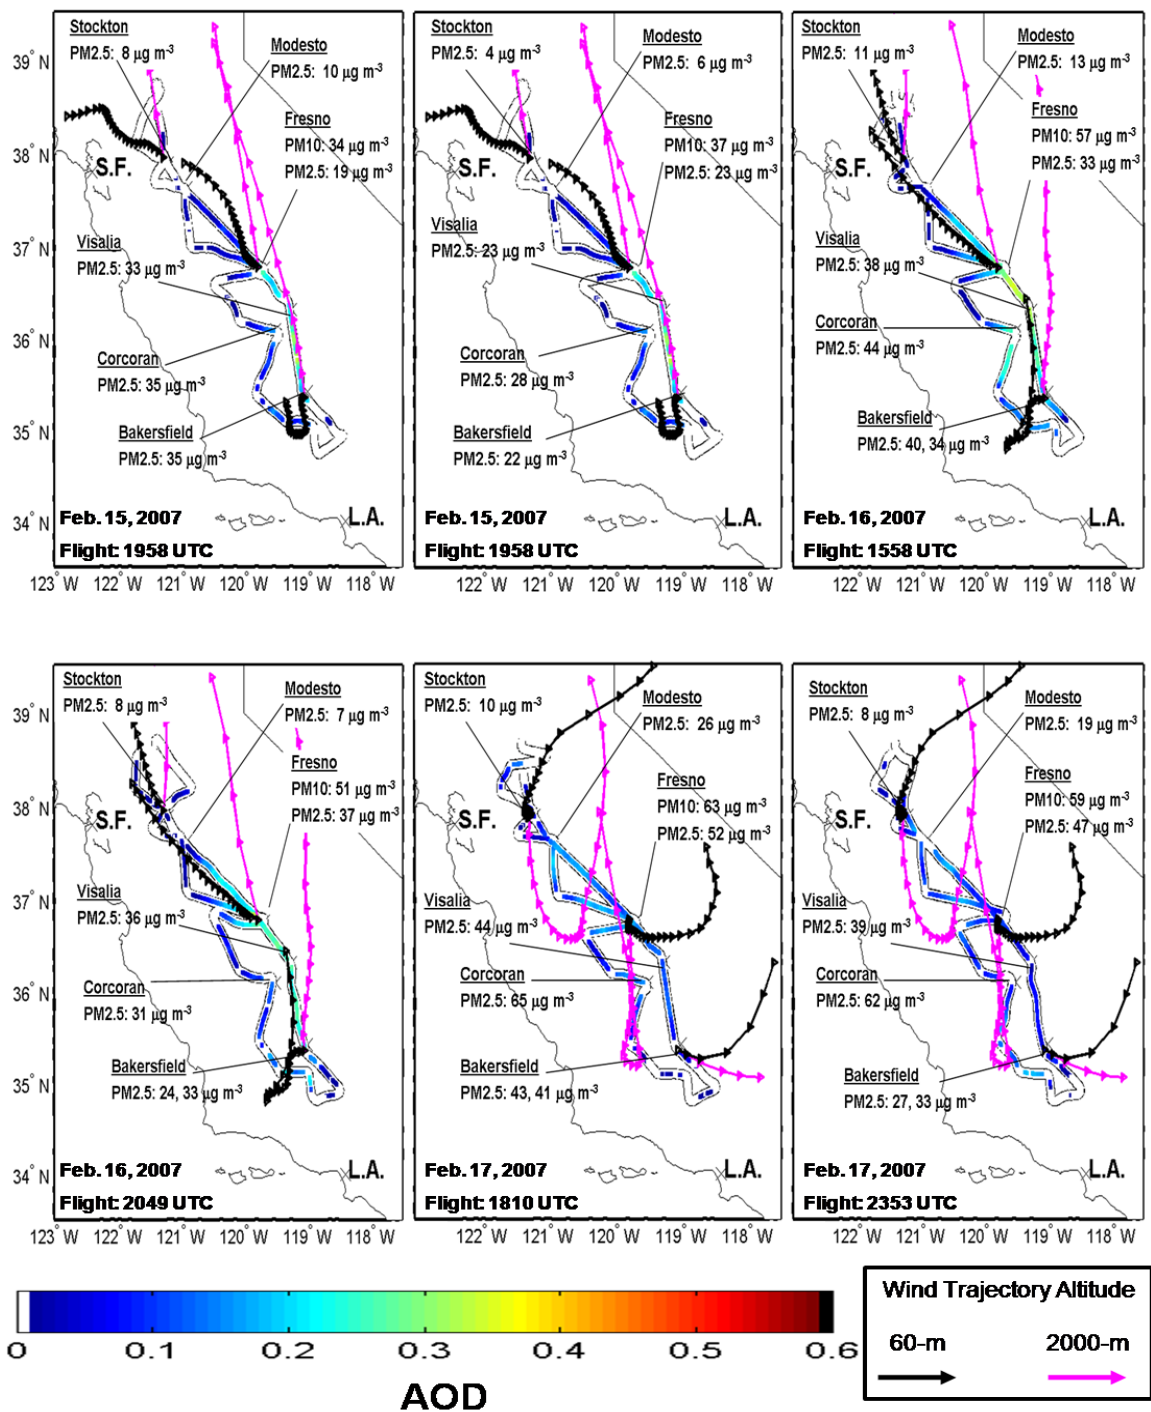 Stockton
PM2.5: 8 µg m-3
Modesto
PM2.5: 10 µg m-3
Fresno
PM10: 34 µg m-3
PM2.5: 19 µg m-3
S.F.
Visalia
PM2.5: 33 µg m-3
Corcoran
PM2.5: 35 µg m-3
Bakersfield
PM2.5: 35 µg m-3
L.A.
Feb. 15, 2007
Flight: 1958 UTC
39° N
38° N
37° N
36° N
35° N
34° N
122° W 122° W 121° W 120° W 119° W 118° W
Stockton
PM2.5: 4 µg m-3
Modesto
PM2.5: 6 µg m-3
Fresno
PM10: 37 µg m-3
PM2.5: 23 µg m-3
S.F.
Visalia
PM2.5: 23 µg m-3
Corcoran
PM2.5: 28 µg m-3
Bakersfield
PM2.5: 22 µg m-3
L.A.
Feb. 15, 2007
Flight: 1958 UTC
122° W 121° W 120° W 119° W 118° W
Stockton
PM2.5: 11 µg m-3
Modesto
PM2.5: 13 µg m-3
Fresno
PM10: 57 µg m-3
PM2.5: 33 µg m-3
S.F.
Visalia
PM2.5: 38 µg m-3
Corcoran
PM2.5: 44 µg m-3
Bakersfield
PM2.5: 40, 34 µg m-3
L.A.
Feb. 16, 2007
Flight: 1558 UTC
122° W 121° W 120° W 119° W 118° W
Stockton
PM2.5: 8 µg m-3
Modesto
PM2.5: 7 µg m-3
Fresno
PM10: 51 µg m-3
PM2.5: 37 µg m-3
S.F.
Visalia
PM2.5: 36 µg m-3
Corcoran
PM2.5: 31 µg m-3
Bakersfield
PM2.5: 24, 33 µg m-3
L.A.
Feb. 16, 2007
Flight: 2049 UTC
39° N
38° N
37° N
36° N
35° N
34° N
123° W 122° W 121° W 120° W 119° W 118° W
Stockton
PM2.5: 10 µg m-3
Modesto
PM2.5: 26 µg m-3
Fresno
PM10: 63 µg m-3
PM2.5: 52 µg m-3
S.F.
Visalia
PM2.5: 44 µg m-3
Corcoran
PM2.5: 65 µg m-3
Bakersfield
PM2.5: 43, 41 µg m-3
L.A.
Feb. 17, 2007
Flight: 1810 UTC
122° W 121° W 120° W 119° W 118° W
Stockton
PM2.5: 8 µg m-3
Modesto
PM2.5: 19 µg m-3
Fresno
PM10: 59 µg m-3
PM2.5: 47 µg m-3
S.F.
Visalia
PM2.5: 39 µg m-3
Corcoran
PM2.5: 62 µg m-3
Bakersfield
PM2.5: 27, 33 µg m-3
L.A.
Feb. 17, 2007
Flight: 2353 UTC
122° W 121° W 120° W 119° W 118° W
0 0.1 0.2 0.3 0.4 0.5 0.6
AOD
Wind Trajectory Altitude
60-m 2000-m